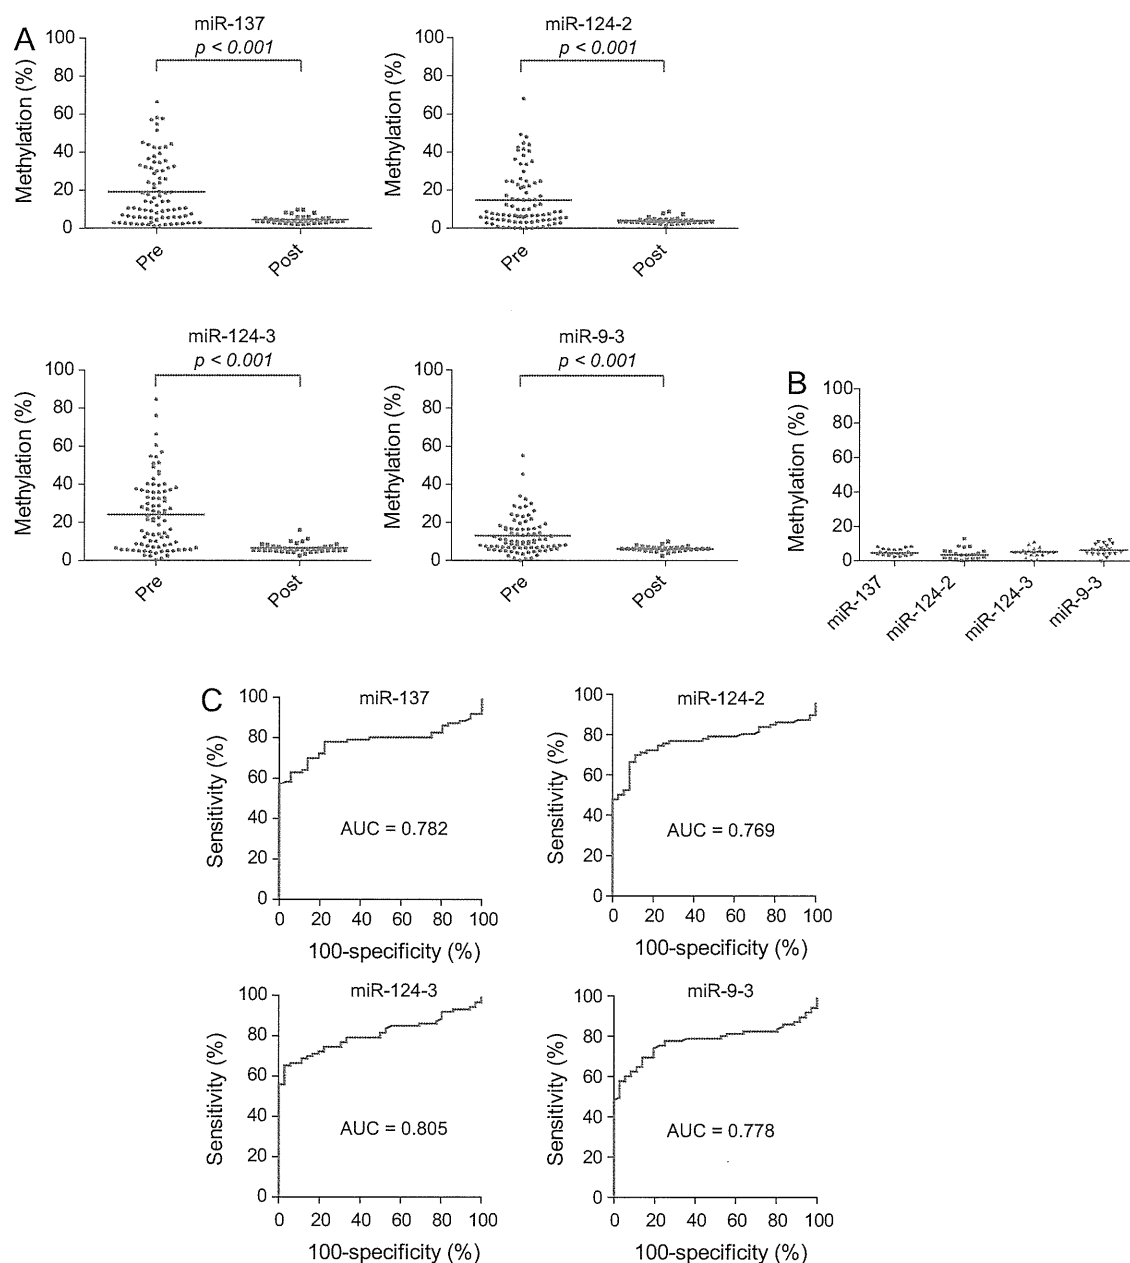 A
miR-137
p < 0.001
Methylation (%)
100
80
60
40
20
0
Pre
Post
miR-124-2
p < 0.001
Methylation (%)
100
80
60
40
20
0
Pre
Post
miR-124-3
p < 0.001
Methylation (%)
100
80
60
40
20
0
Pre
Post
miR-9-3
p < 0.001
Methylation (%)
100
80
60
40
20
0
Pre
Post
B
Methylation (%)
100
80
60
40
20
0
miR-137
miR-124-2
miR-124-3
miR-9-3
C
miR-137
Sensitivity (%)
100
80
60
40
20
0
AUC = 0.782
0 20 40 60 80 100
100-specificity (%)
miR-124-2
Sensitivity (%)
100
80
60
40
20
0
AUC = 0.769
0 20 40 60 80 100
100-specificity (%)
miR-124-3
Sensitivity (%)
100
80
60
40
20
0
AUC = 0.805
0 20 40 60 80 100
100-specificity (%)
miR-9-3
Sensitivity (%)
100
80
60
40
20
0
AUC = 0.778
0 20 40 60 80 100
100-specificity (%)